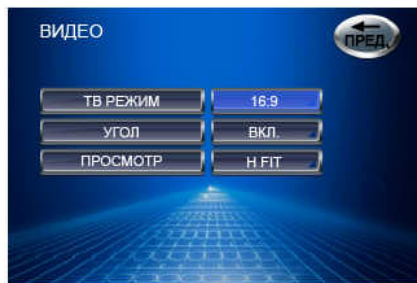 ВИДЕО
ПРЕД.
ТВ РЕЖИМ 16:9
УГОЛ ВКЛ.
ПРОСМОТР H FIT